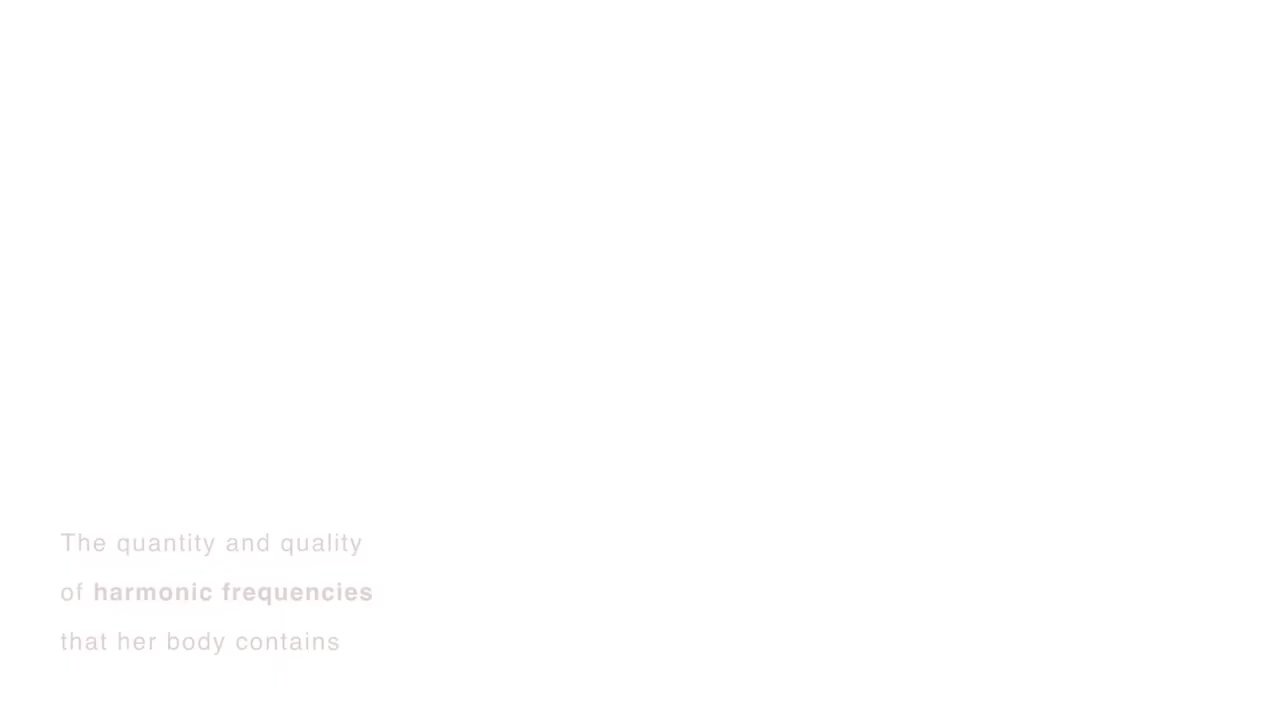 The quantity and quality
of harmonic frequencies
that her body contains